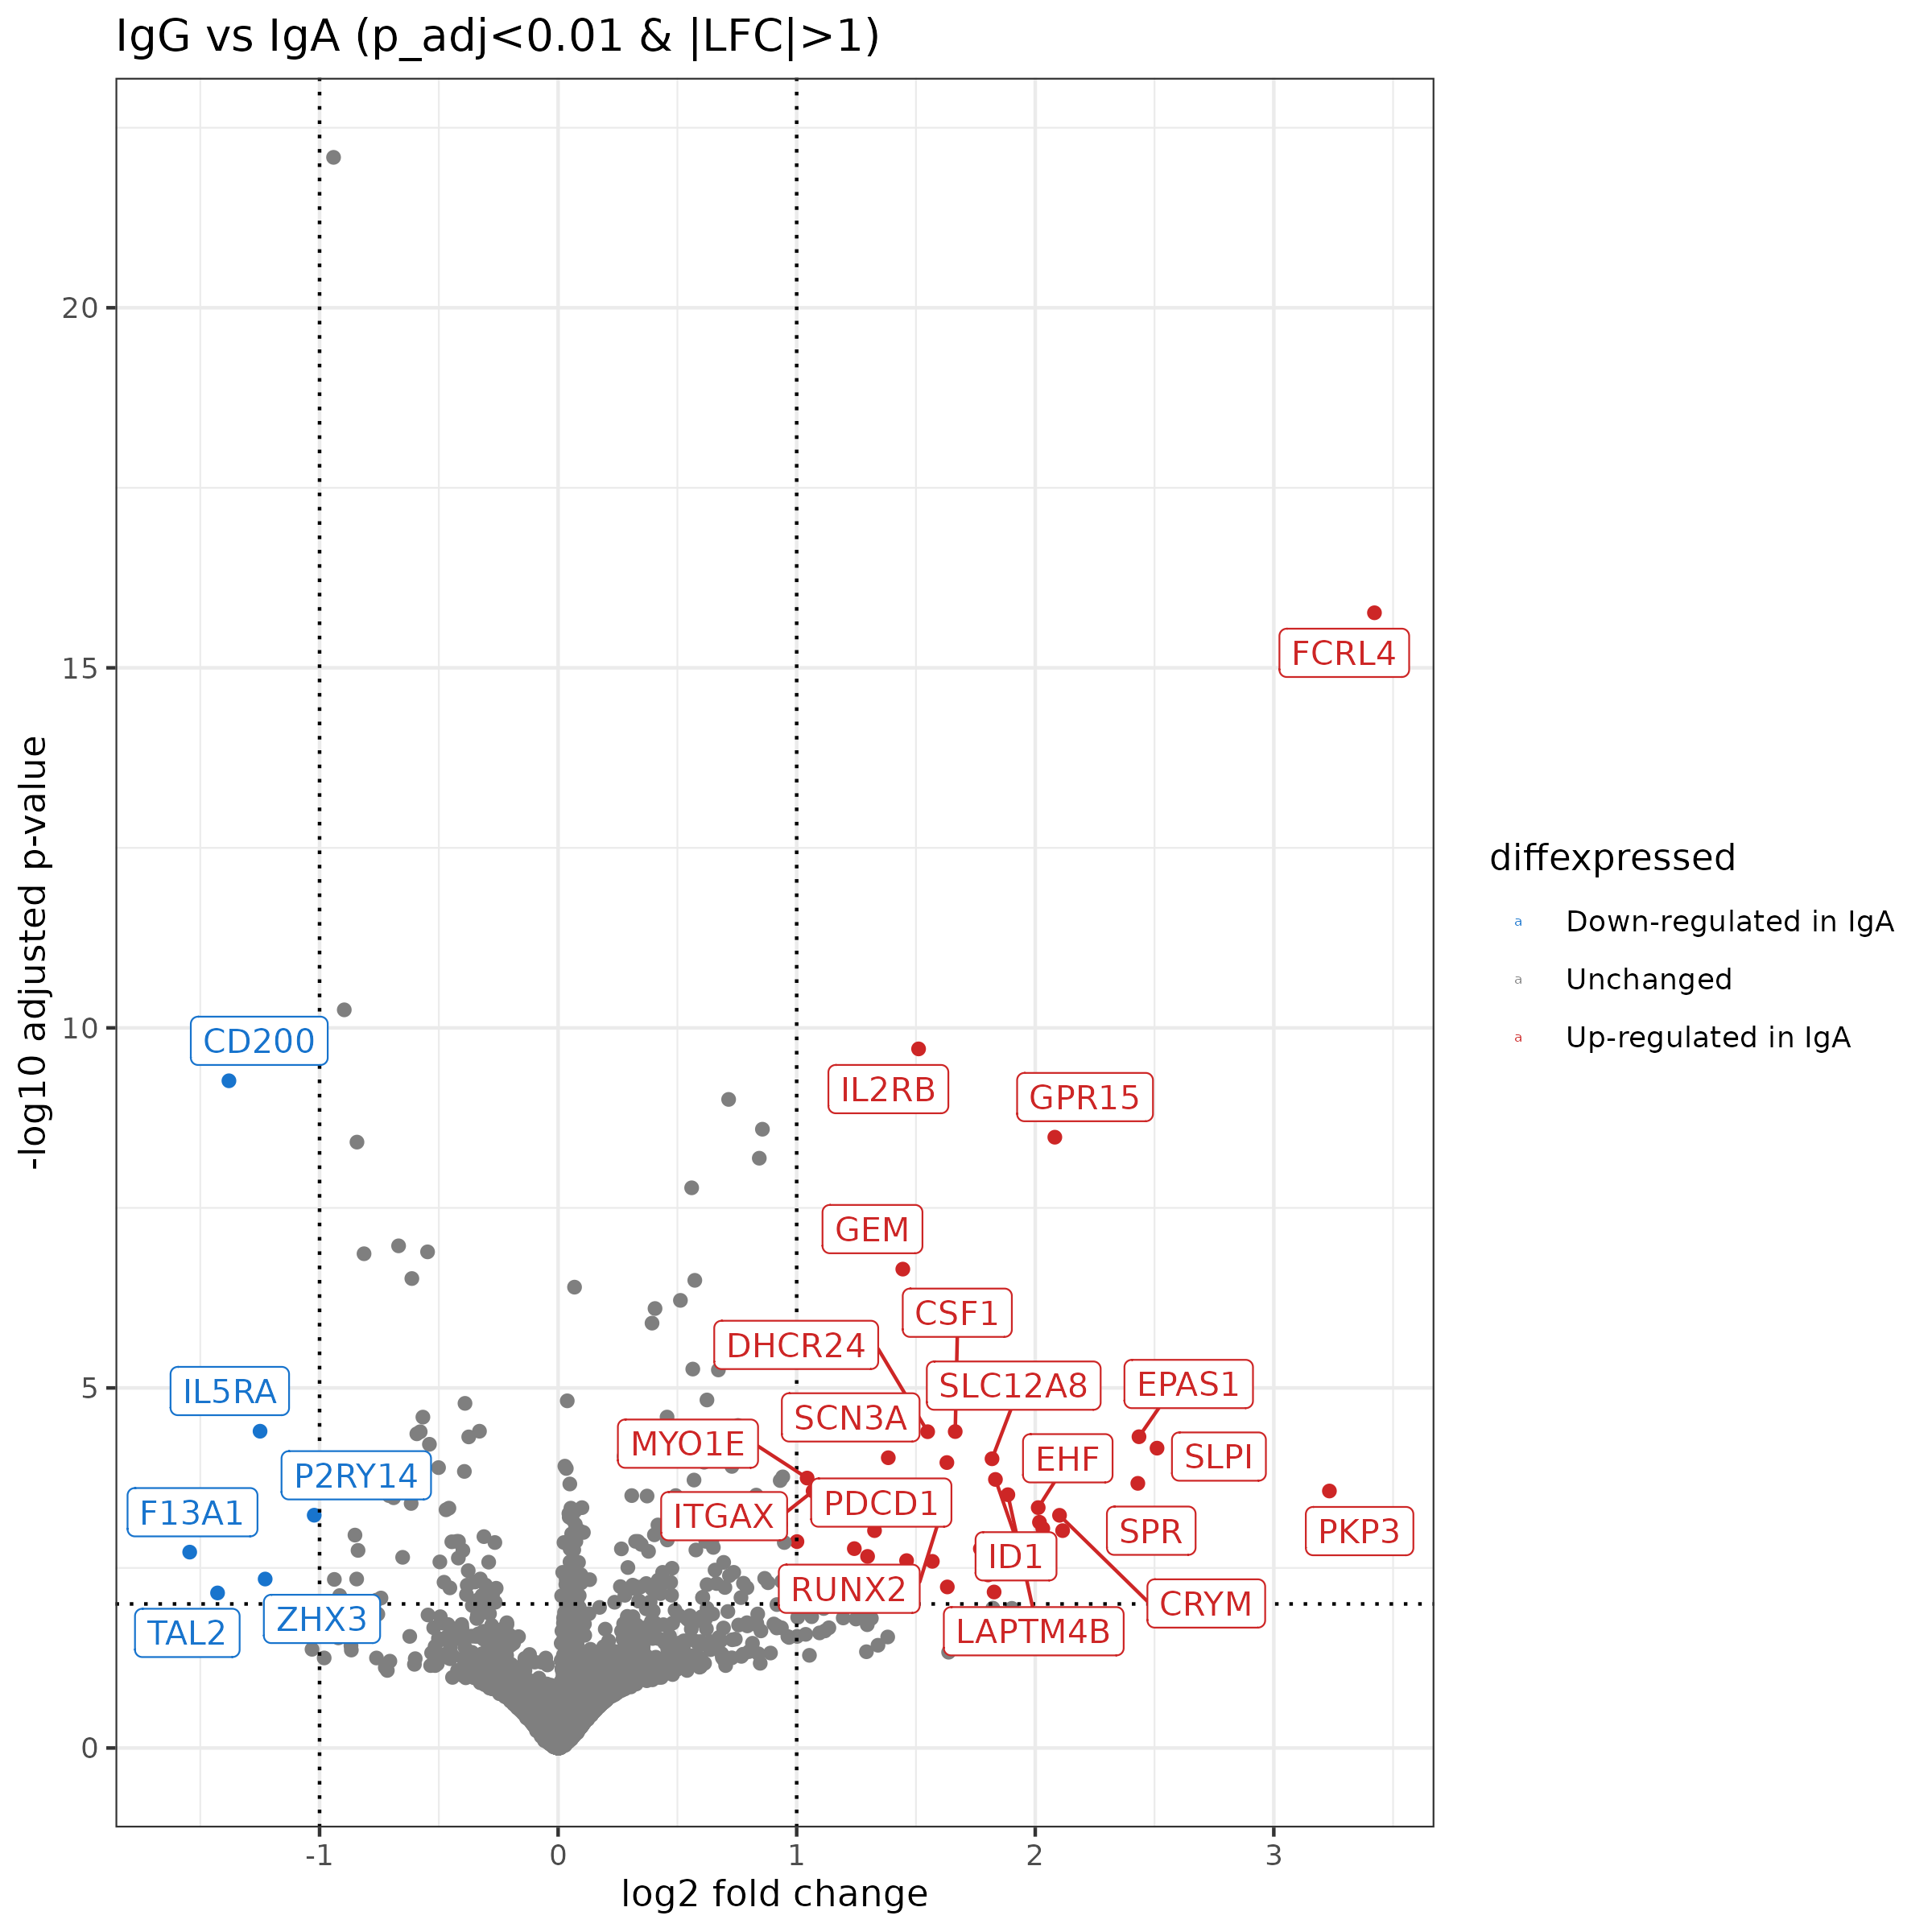 IgG vs IgA (p_adj<0.01 & |LFC|>1)
20
15
10
5
0
-log10 adjusted p-value
FCRL4
CD200
IL2RB
GPR15
GEM
CSF1
DHCR24
SLC12A8
EPAS1
IL5RA
SCN3A
MYO1E
EHF
SLPI
P2RY14
F13A1
PDCD1
ITGAX
SPR
PKP3
ID1
RUNX2
CRYM
ZHX3
TAL2
LAPTM4B
-1
0
1
2
3
log2 fold change
diffexpressed
a Down-regulated in IgA
a Unchanged
a Up-regulated in IgA